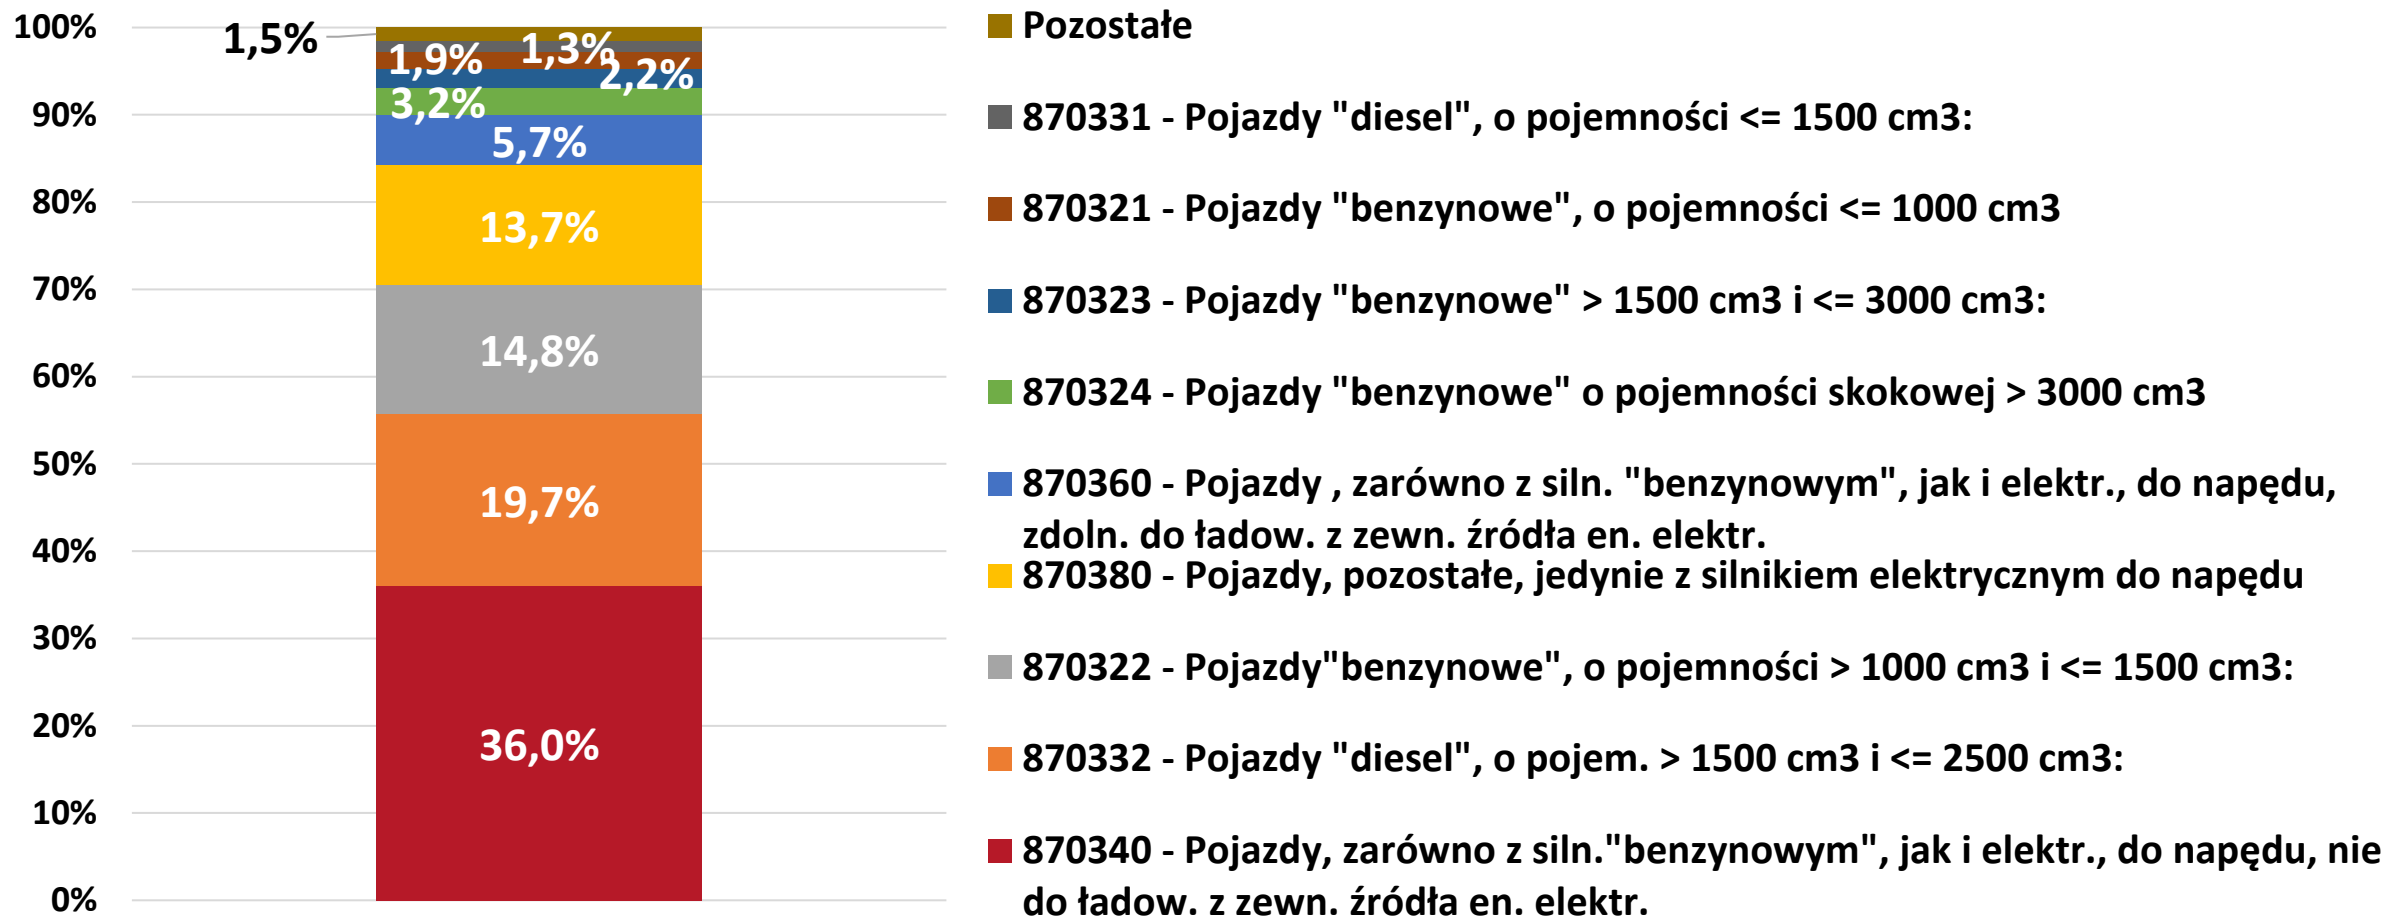 100%
90%
80%
70%
60%
50%
40%
30%
20%
10%
0%
1,5%
1,3%
1,9%
2,2%
3,2%
5,7%
13,7%
14,8%
19,7%
36,0%
Pozostałe
870331 - Pojazdy "diesel", o pojemności <= 1500 cm3:
870321 - Pojazdy "benzynowe", o pojemności <= 1000 cm3
870323 - Pojazdy "benzynowe" > 1500 cm3 i <= 3000 cm3:
870324 - Pojazdy "benzynowe" o pojemności skokowej > 3000 cm3
870360 - Pojazdy , zarówno z siln. "benzynowym", jak i elektr., do napędu,
zdoln. do ładow. z zewn. źródła en. elektr.
870380 - Pojazdy, pozostałe, jedynie z silnikiem elektrycznym do napędu
870322 - Pojazdy"benzynowe", o pojemności > 1000 cm3 i <= 1500 cm3:
870332 - Pojazdy "diesel", o pojem. > 1500 cm3 i <= 2500 cm3:
870340 - Pojazdy, zarówno z siln."benzynowym", jak i elektr., do napędu, nie
do ładow. z zewn. źródła en. elektr.